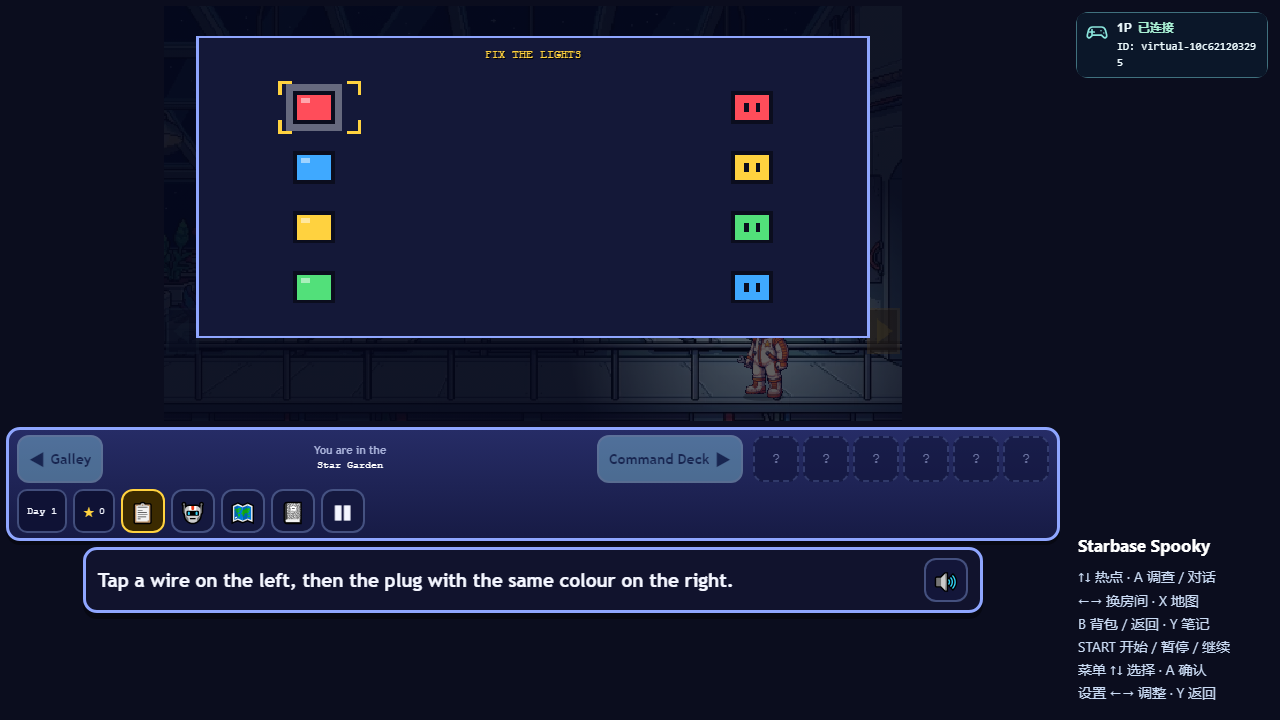 FIX THE LIGHTS
1P 已连接
ID: virtual-10c62120329
5
◀ Galley
You are in the
Star Garden
Command Deck ▶
? ? ? ? ? ?
Day 1
★ 0
Tap a wire on the left, then the plug with the same colour on the right.
Starbase Spooky
↑↓ 热点 · A 调查 / 对话
←→ 换房间 · X 地图
B 背包 / 返回 · Y 笔记
START 开始 / 暂停 / 继续
菜单 ↑↓ 选择 · A 确认
设置 ←→ 调整 · Y 返回